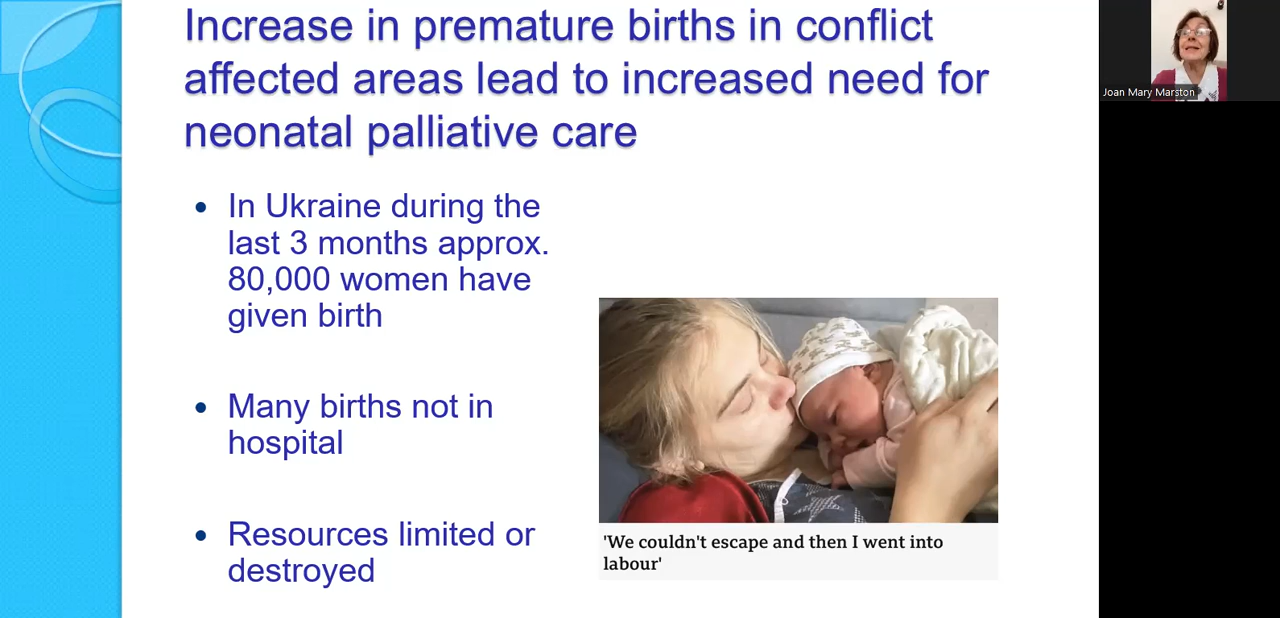 Increase in premature births in conflict
affected areas lead to increased need for
neonatal palliative care
• In Ukraine during the
last 3 months approx.
80,000 women have
given birth
• Many births not in
hospital
• Resources limited or
destroyed
'We couldn't escape and then I went into
labour'
Joan Mary Marston